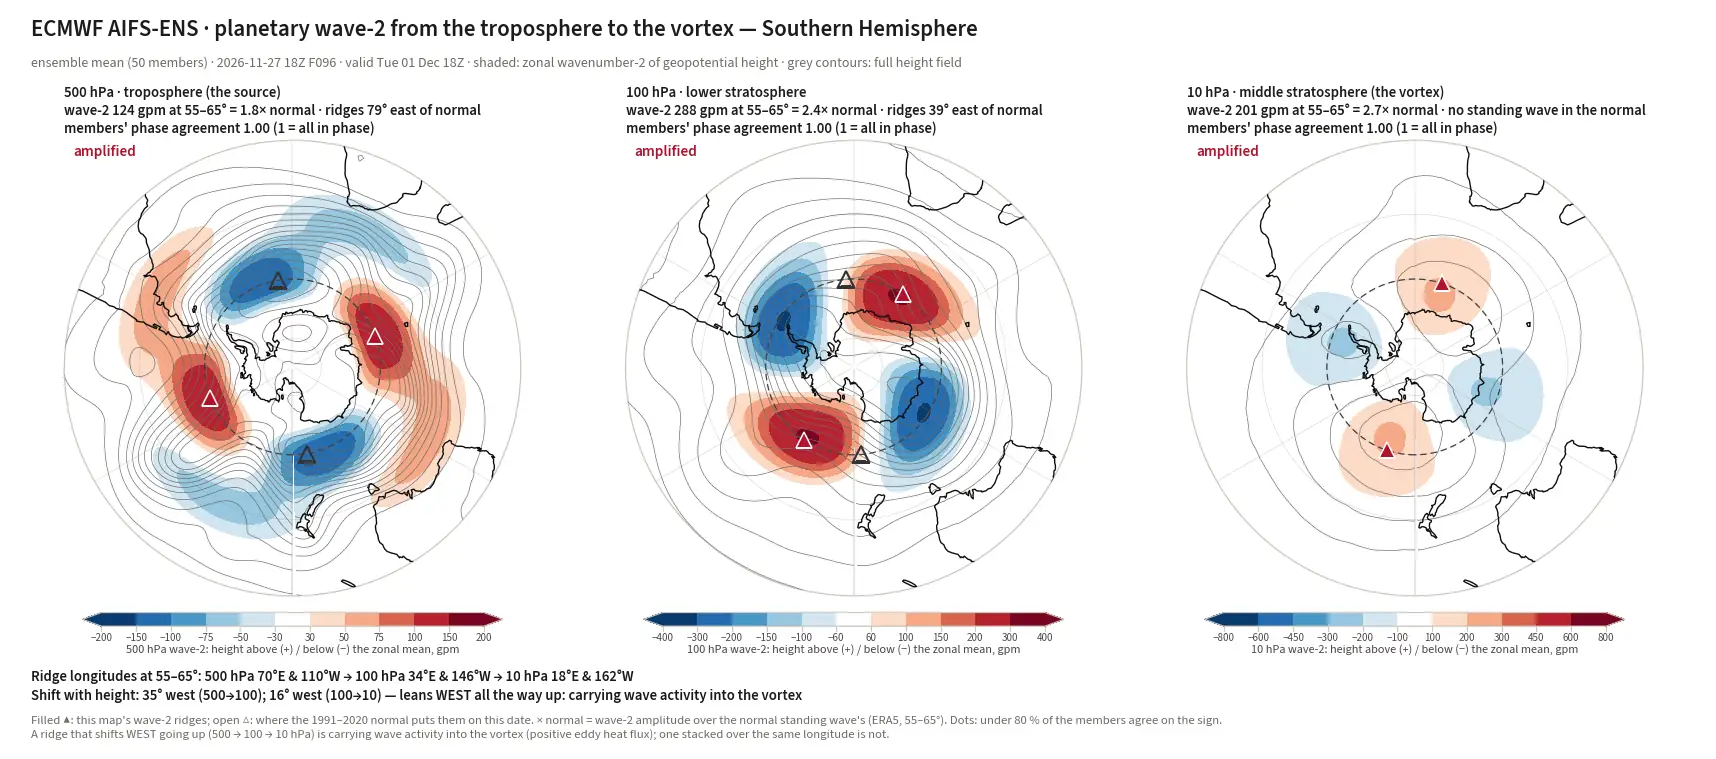 ECMWF AIFS-ENS · planetary wave-2 from the troposphere to the vortex — Southern Hemisphere
ensemble mean (50 members) · 2026-11-27 18Z F096 · valid Tue 01 Dec 18Z · shaded: zonal wavenumber-2 of geopotential height · grey contours: full height field
500 hPa · troposphere (the source)
wave-2 124 gpm at 55–65° = 1.8× normal · ridges 79° east of normal
members' phase agreement 1.00 (1 = all in phase)
amplified
100 hPa · lower stratosphere
wave-2 288 gpm at 55–65° = 2.4× normal · ridges 39° east of normal
members' phase agreement 1.00 (1 = all in phase)
amplified
10 hPa · middle stratosphere (the vortex)
wave-2 201 gpm at 55–65° = 2.7× normal · no standing wave in the normal
members' phase agreement 1.00 (1 = all in phase)
amplified
−200 −150 −100 −75 −50 −30 30 50 75 100 150 200
500 hPa wave-2: height above (+) / below (−) the zonal mean, gpm
−400 −300 −200 −150 −100 −60 60 100 150 200 300 400
100 hPa wave-2: height above (+) / below (−) the zonal mean, gpm
−800 −600 −450 −300 −200 −100 100 200 300 450 600 800
10 hPa wave-2: height above (+) / below (−) the zonal mean, gpm
Ridge longitudes at 55–65°: 500 hPa 70°E & 110°W → 100 hPa 34°E & 146°W → 10 hPa 18°E & 162°W
Shift with height: 35° west (500→100); 16° west (100→10) — leans WEST all the way up: carrying wave activity into the vortex
Filled ▲: this map's wave-2 ridges; open △: where the 1991–2020 normal puts them on this date. × normal = wave-2 amplitude over the normal standing wave's (ERA5, 55–65°). Dots: under 80 % of the members agree on the sign.
A ridge that shifts WEST going up (500 → 100 → 10 hPa) is carrying wave activity into the vortex (positive eddy heat flux); one stacked over the same longitude is not.